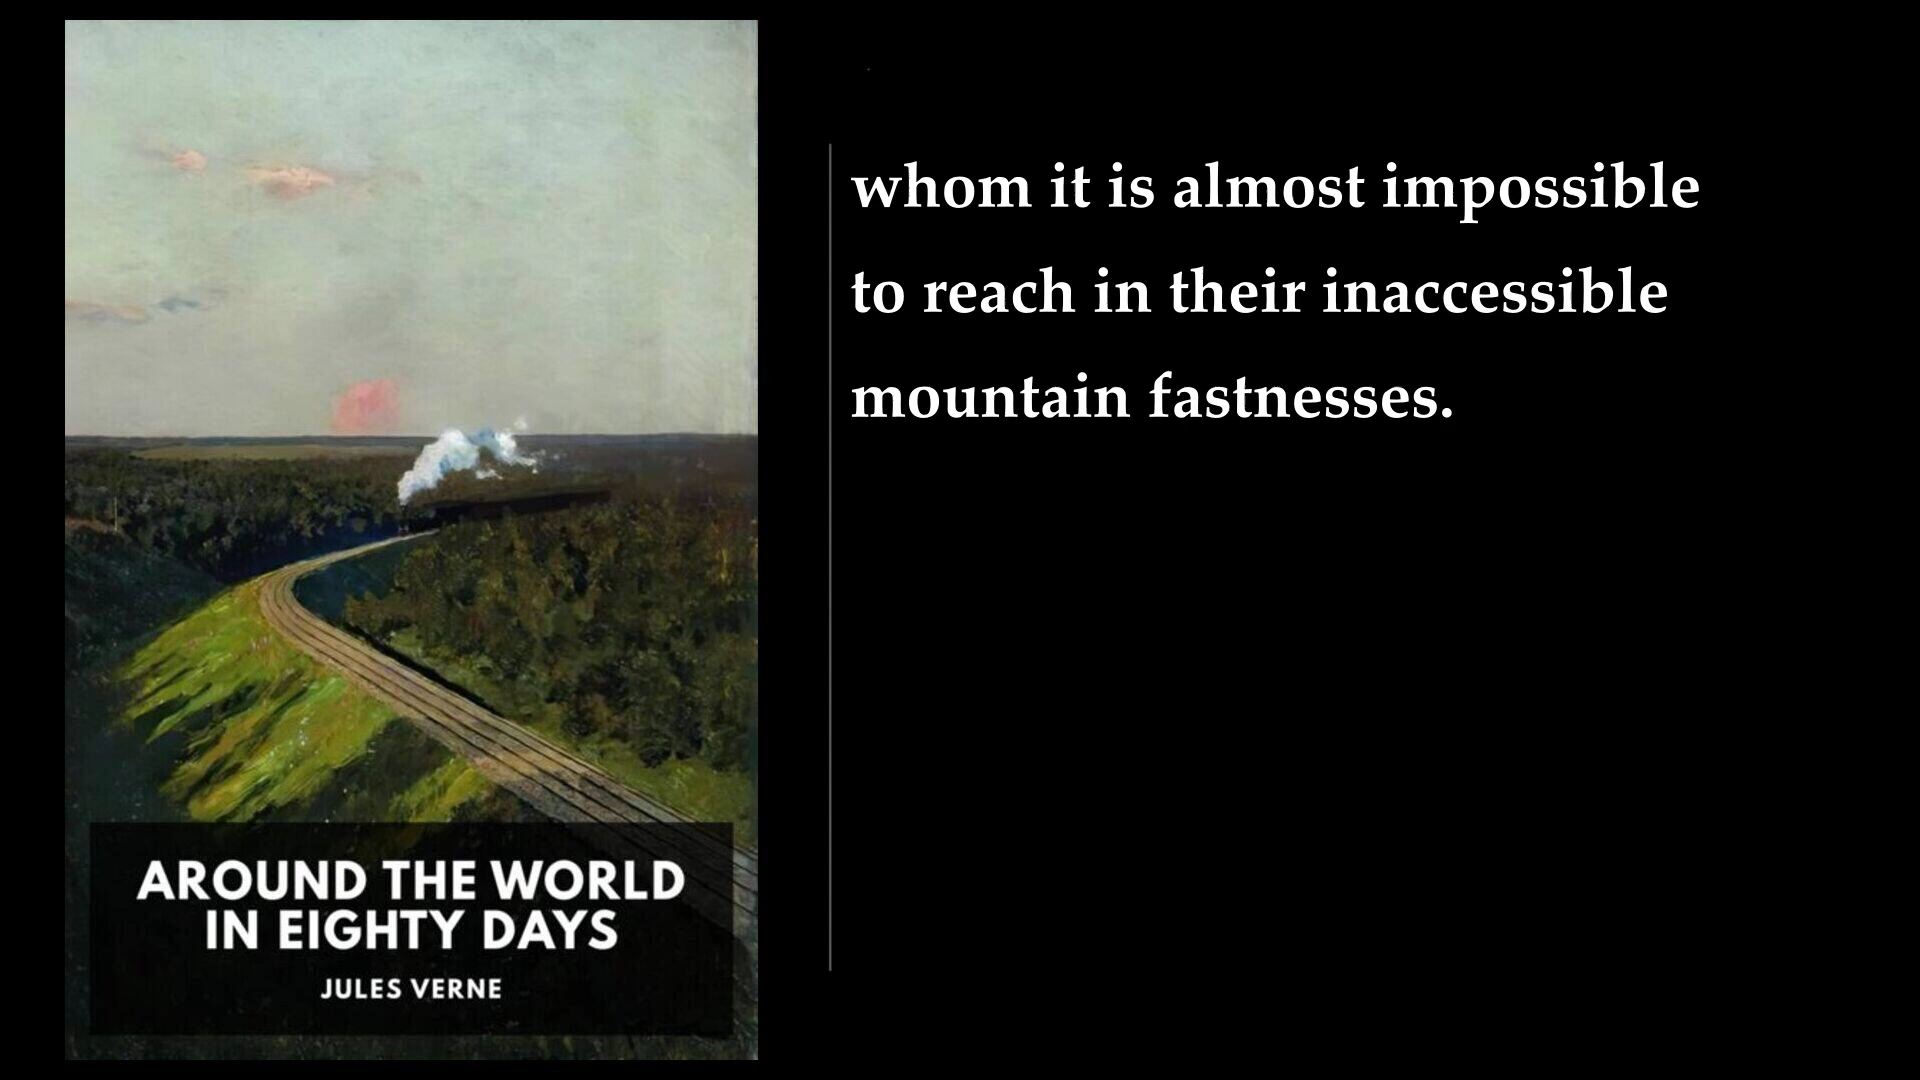 whom it is almost impossible
to reach in their inaccessible
mountain fastnesses.
AROUND THE WORLD
IN EIGHTY DAYS
JULES VERNE